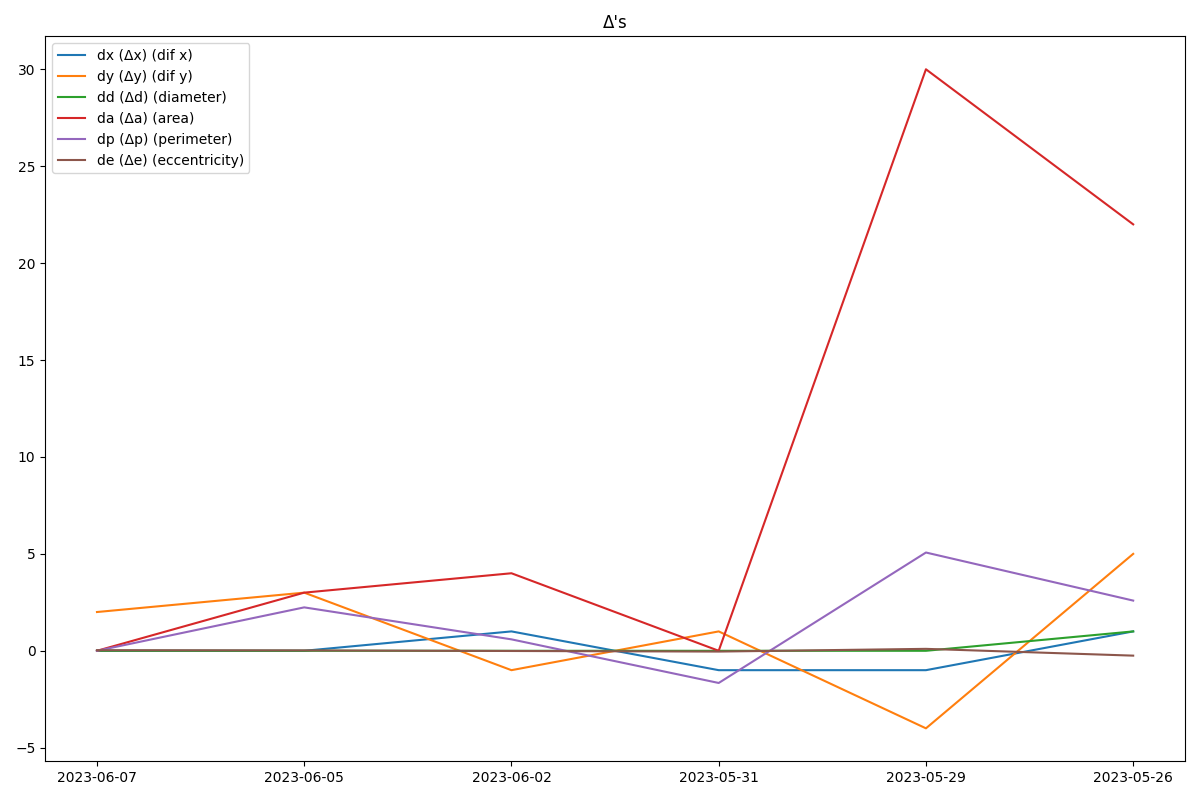 Δ's
dx (Δx) (dif x)
dy (Δy) (dif y)
dd (Δd) (diameter)
da (Δa) (area)
dp (Δp) (perimeter)
de (Δe) (eccentricity)
30
25
20
15
10
5
0
−5
2023-06-07 2023-06-05 2023-06-02 2023-05-31 2023-05-29 2023-05-26